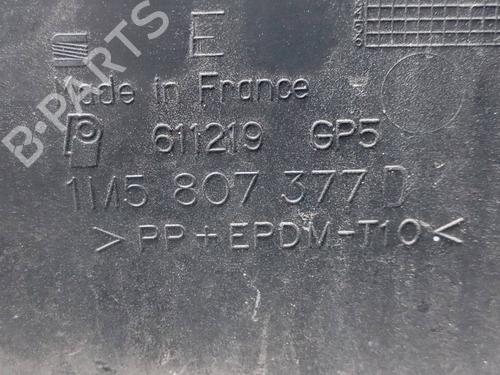 E
Made in France
611219 GP5
1M5 807 377 D
> PP + EPDM-T10 <
B-PARTS